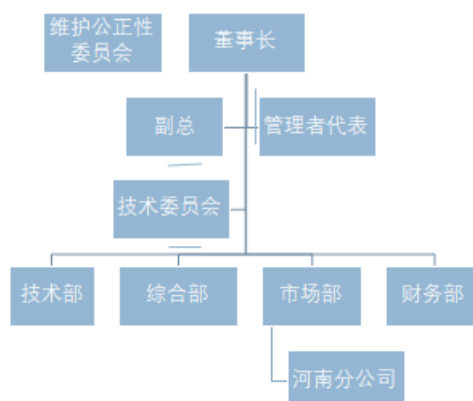 维护公正性
委员会
董事长
副总
管理者代表
技术委员会
技术部
综合部
市场部
财务部
河南分公司